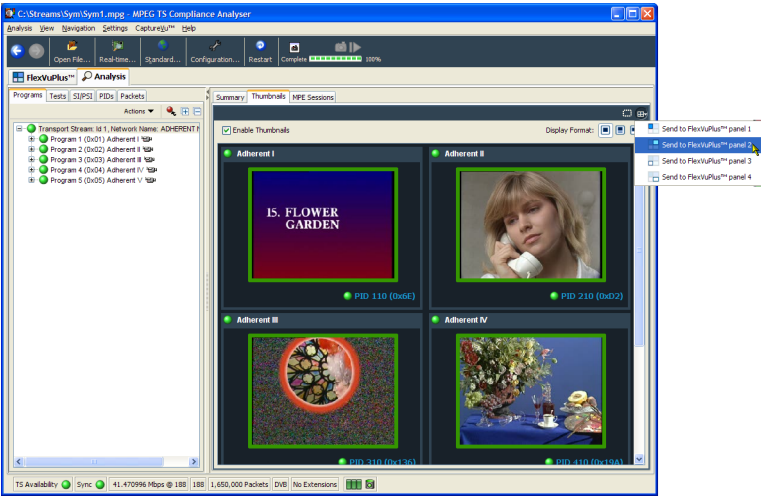 C:\Streams\Sym\Sym1.mpg - MPEG TS Compliance Analyser
Analysis View Navigation Settings CaptureVu™ Help
Open File... Real-time... Standard... Configuration... Restart Complete 100%
FlexVuPlus™ Analysis
Programs Tests SI/PSI PIDs Packets
Summary Thumbnails MPE Sessions
Actions
Enable Thumbnails Display Format:
Send to FlexVuPlus™ panel 1
Send to FlexVuPlus™ panel 2
Send to FlexVuPlus™ panel 3
Send to FlexVuPlus™ panel 4
Transport Stream: Id 1, Network Name: ADHERENT
Program 1 (0x01) Adherent I
Program 2 (0x02) Adherent II
Program 3 (0x03) Adherent III
Program 4 (0x04) Adherent IV
Program 5 (0x05) Adherent V
Adherent I Adherent II
15. FLOWER
GARDEN
PID 110 (0x6E) PID 210 (0xD2)
Adherent III Adherent IV
PID 310 (0x136) PID 410 (0x19A)
TS Availability Sync 41.470996 Mbps @ 188 188 1,650,000 Packets DVB No Extensions